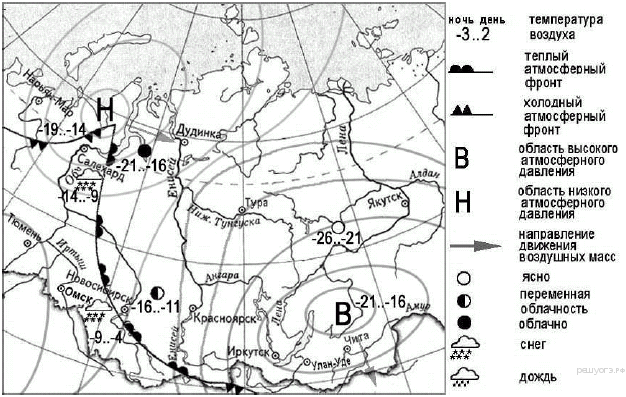 Нарьян-Мар
Н
-19..-14
Дудинка
Салехард
-21..-16
Обь
Енисей
Лена
-14..-9
Тура
Ниж. Тунгуска
Алдан
Якутск
-26..-21
Тюмень
Иртыш
Новосибирск
Омск
-16..-11
Ангара
Красноярск
-9..-4
Енисей
Лена
Иркутск
Улан-Удэ
Чита
В
-21..-16
Амур
ночь день
-3..2
температура
воздуха
теплый
атмосферный
фронт
холодный
атмосферный
фронт
В
область высокого
атмосферного
давления
Н
область низкого
атмосферного
давления
направление
движения
воздушных масс
ясно
переменная
облачность
облачно
снег
дождь
решуогэ.рф